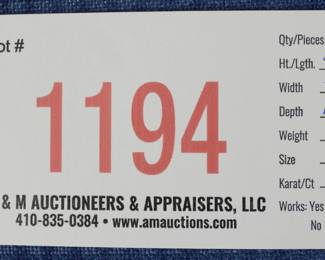 ot #
1194
& M AUCTIONEERS & APPRAISERS, LLC
410-835-0384 • www.amauctions.com
Qty/Pieces
Ht./Lgth.
Width
Depth
Weight
Size
Karat/Ct
Works: Yes
No